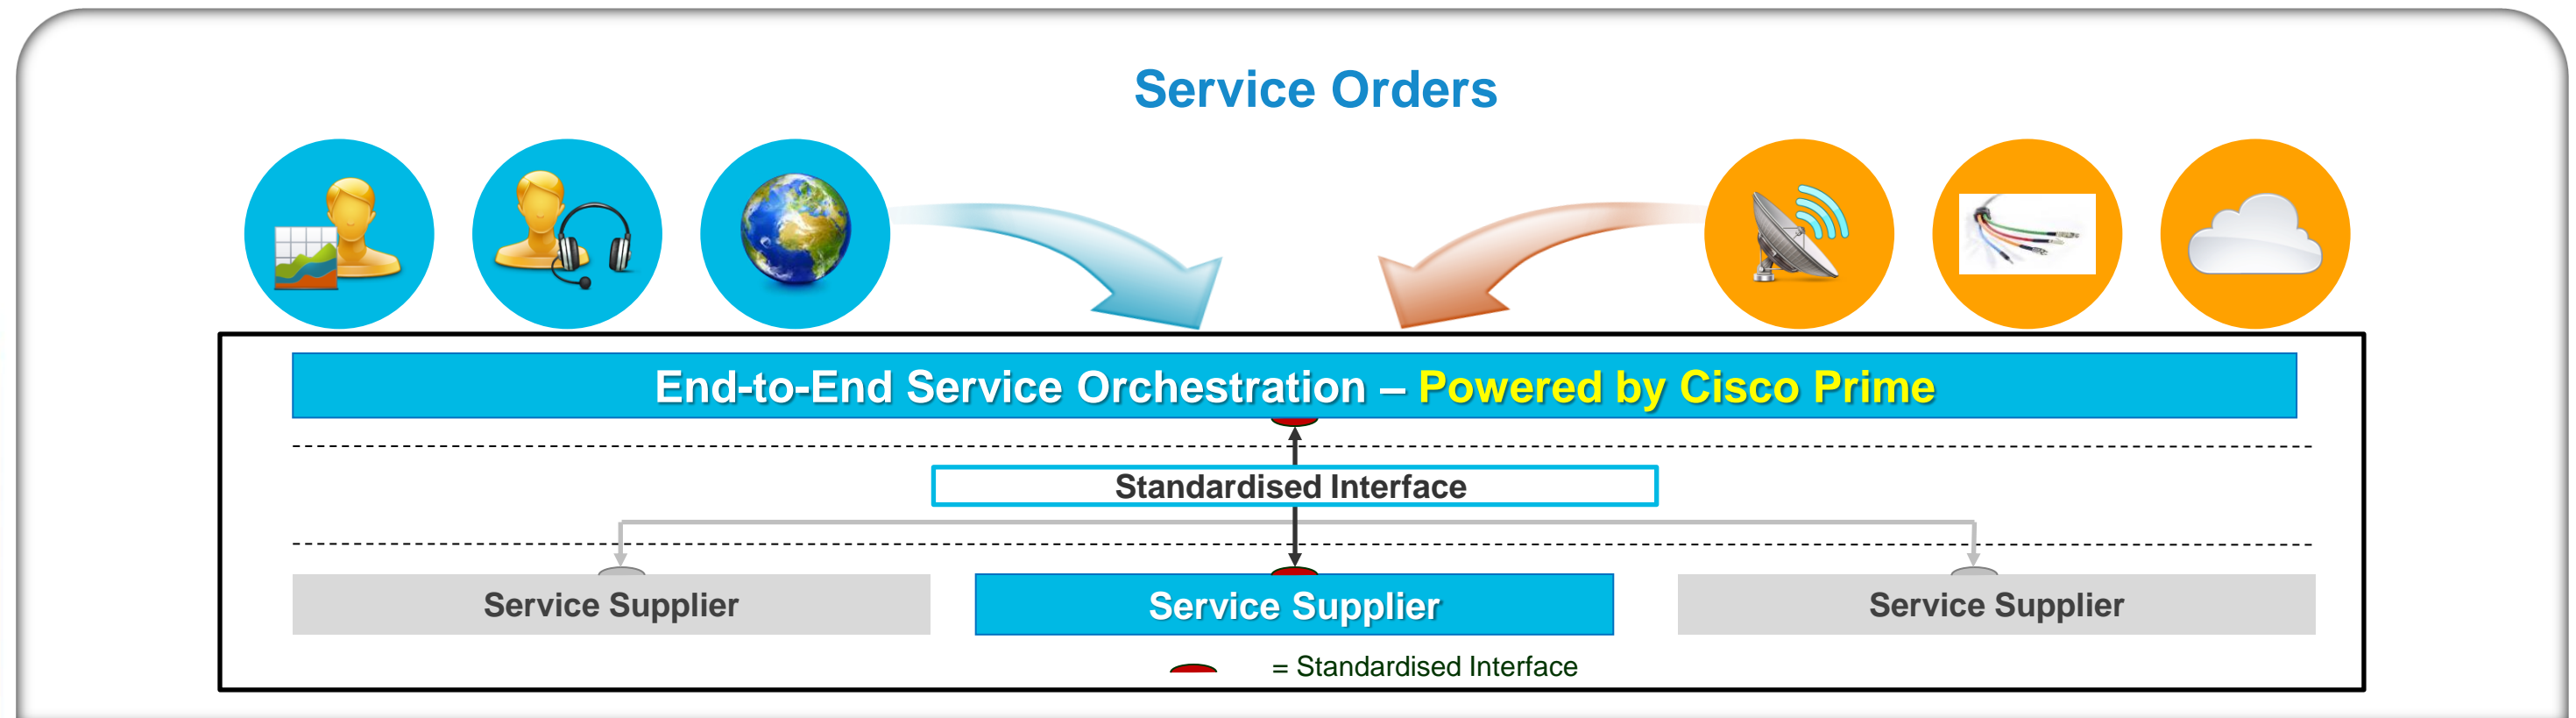 Service Orders
End-to-End Service Orchestration – Powered by Cisco Prime
Standardised Interface
Service Supplier
Service Supplier
Service Supplier
= Standardised Interface